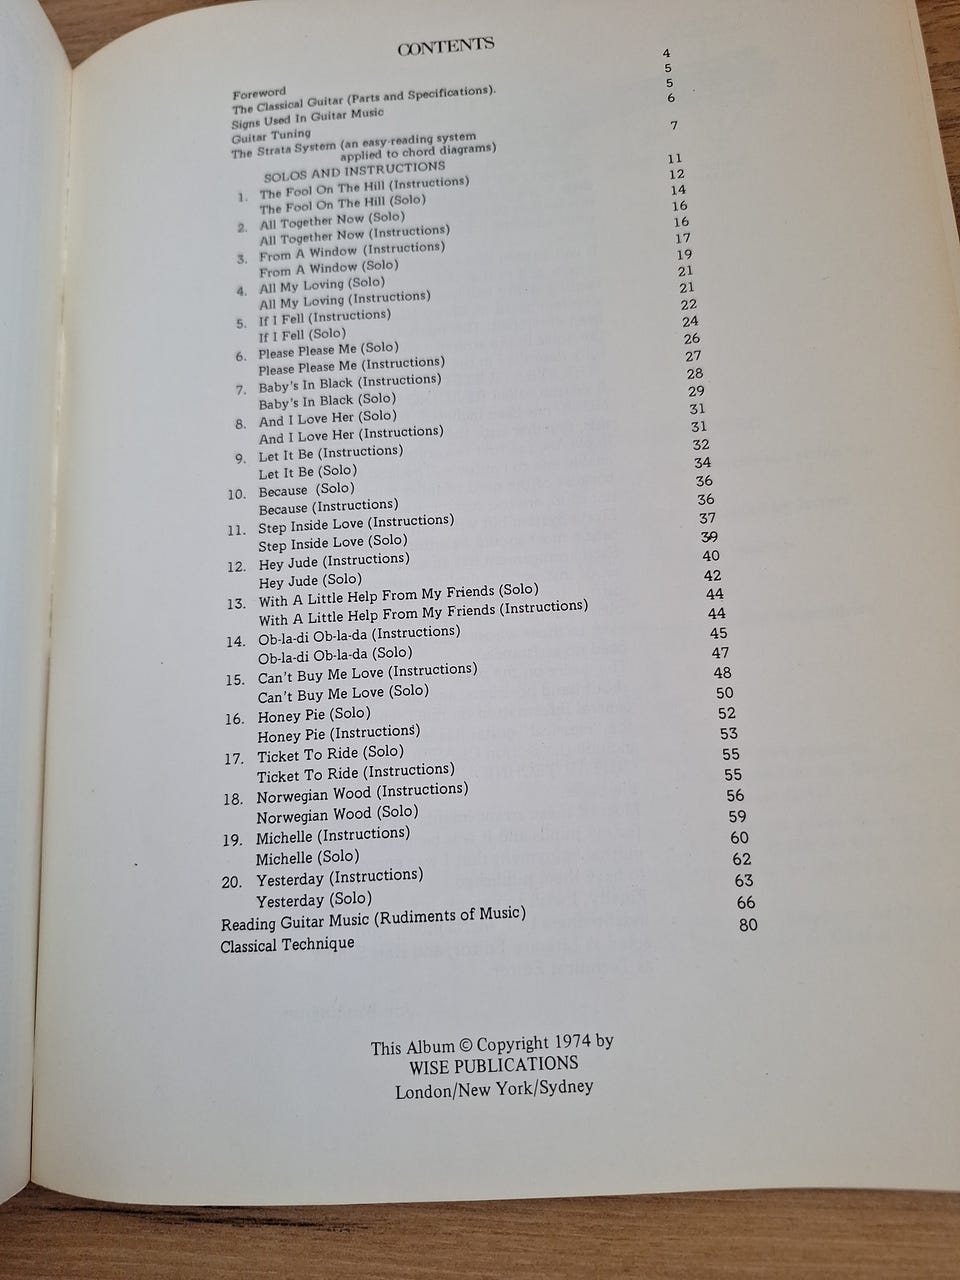 CONTENTS
Foreword 4
The Classical Guitar (Parts and Specifications). 5
Signs Used In Guitar Music 5
Guitar Tuning 6
The Strata System (an easy-reading system
applied to chord diagrams) 7
SOLOS AND INSTRUCTIONS
1. The Fool On The Hill (Instructions) 11
The Fool On The Hill (Solo) 12
2. All Together Now (Solo) 14
All Together Now (Instructions) 16
3. From A Window (Instructions) 16
From A Window (Solo) 17
4. All My Loving (Solo) 19
All My Loving (Instructions) 21
5. If I Fell (Instructions) 21
If I Fell (Solo) 22
6. Please Please Me (Solo) 24
Please Please Me (Instructions) 26
7. Baby's In Black (Instructions) 27
Baby's In Black (Solo) 28
8. And I Love Her (Solo) 29
And I Love Her (Instructions) 31
9. Let It Be (Instructions) 31
Let It Be (Solo) 32
10. Because (Solo) 34
Because (Instructions) 36
11. Step Inside Love (Instructions) 36
Step Inside Love (Solo) 37
12. Hey Jude (Instructions) 39
Hey Jude (Solo) 40
13. With A Little Help From My Friends (Solo) 42
With A Little Help From My Friends (Instructions) 44
14. Ob-la-di Ob-la-da (Instructions) 44
Ob-la-di Ob-la-da (Solo) 45
15. Can't Buy Me Love (Instructions) 47
Can't Buy Me Love (Solo) 48
16. Honey Pie (Solo) 50
Honey Pie (Instructions) 52
17. Ticket To Ride (Solo) 53
Ticket To Ride (Instructions) 55
18. Norwegian Wood (Instructions) 55
Norwegian Wood (Solo) 56
19. Michelle (Instructions) 59
Michelle (Solo) 60
20. Yesterday (Instructions) 62
Yesterday (Solo) 63
Reading Guitar Music (Rudiments of Music) 66
Classical Technique 80
This Album © Copyright 1974 by
WISE PUBLICATIONS
London/New York/Sydney